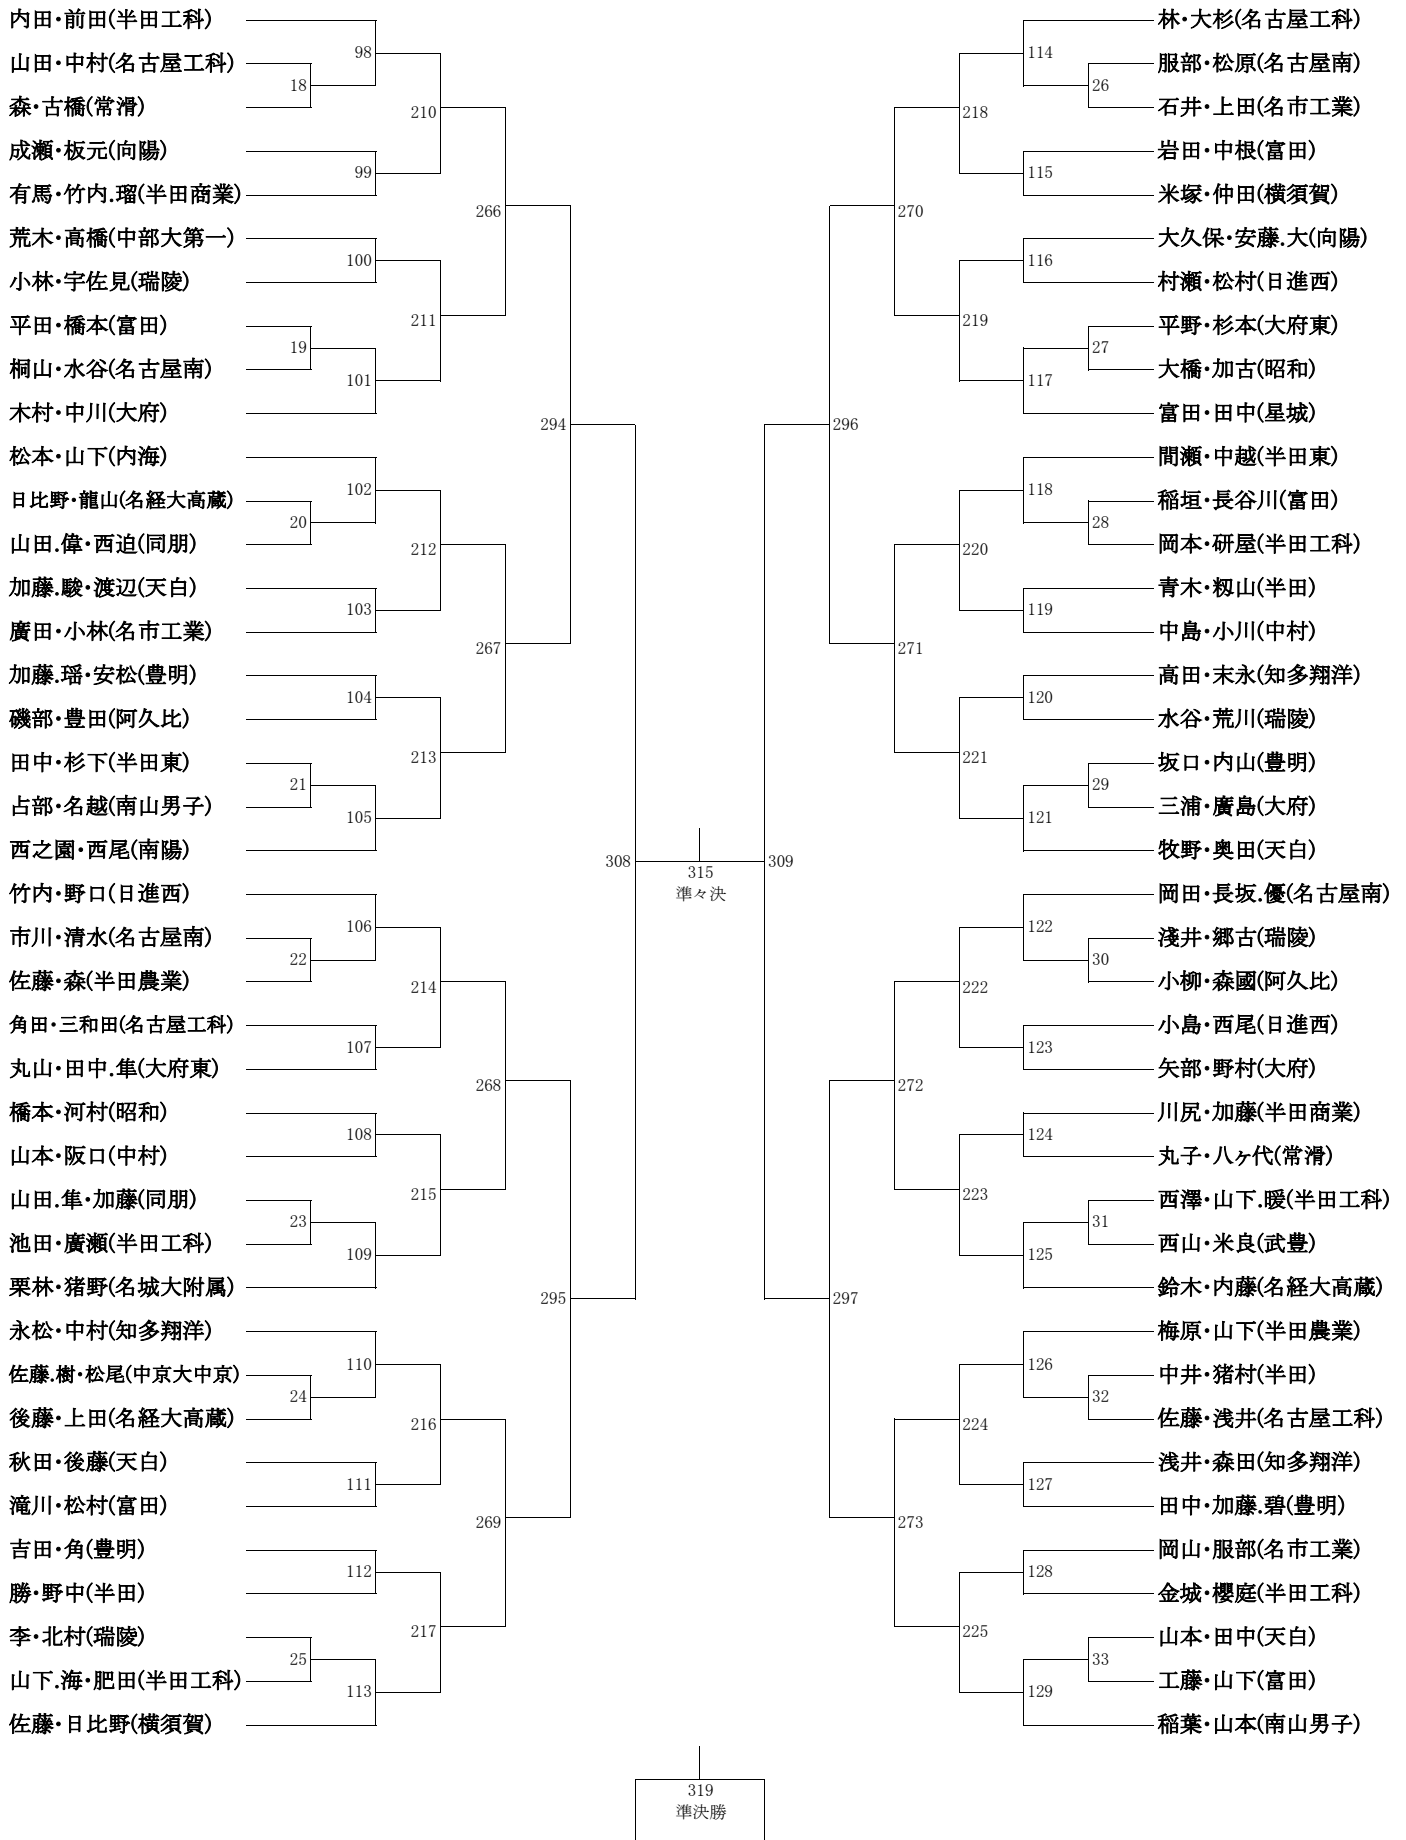 内田・前田(半田工科)
98
山田・中村(名古屋工科)
18
森・古橋(常滑)
210
成瀬・板元(向陽)
99
有馬・竹内.瑠(半田商業)
266
荒木・高橋(中部大第一)
100
小林・宇佐見(瑞陵)
211
平田・橋本(富田)
19
桐山・水谷(名古屋南)
101
木村・中川(大府)
294
松本・山下(内海)
102
日比野・龍山(名経大高蔵)
20
山田.偉・西迫(同朋)
212
加藤.駿・渡辺(天白)
103
廣田・小林(名市工業)
267
加藤.瑶・安松(豊明)
104
磯部・豊田(阿久比)
213
田中・杉下(半田東)
21
占部・名越(南山男子)
105
西之園・西尾(南陽)
308
竹内・野口(日進西)
106
市川・清水(名古屋南)
22
佐藤・森(半田農業)
214
角田・三和田(名古屋工科)
107
丸山・田中.隼(大府東)
268
橋本・河村(昭和)
108
山本・阪口(中村)
215
山田.隼・加藤(同朋)
23
池田・廣瀬(半田工科)
109
栗林・猪野(名城大附属)
295
永松・中村(知多翔洋)
110
佐藤.樹・松尾(中京大中京)
24
後藤・上田(名経大高蔵)
216
秋田・後藤(天白)
111
滝川・松村(富田)
269
吉田・角(豊明)
112
勝・野中(半田)
217
李・北村(瑞陵)
25
山下.海・肥田(半田工科)
113
佐藤・日比野(横須賀)
315
準々決
林・大杉(名古屋工科)
114
服部・松原(名古屋南)
26
石井・上田(名市工業)
218
岩田・中根(富田)
115
米塚・仲田(横須賀)
270
大久保・安藤.大(向陽)
116
村瀬・松村(日進西)
219
平野・杉本(大府東)
27
大橋・加古(昭和)
117
富田・田中(星城)
296
間瀬・中越(半田東)
118
稲垣・長谷川(富田)
28
岡本・研屋(半田工科)
220
青木・籾山(半田)
119
中島・小川(中村)
271
高田・末永(知多翔洋)
120
水谷・荒川(瑞陵)
221
坂口・内山(豊明)
29
三浦・廣島(大府)
121
牧野・奥田(天白)
309
岡田・長坂.優(名古屋南)
122
淺井・郷古(瑞陵)
30
小柳・森國(阿久比)
222
小島・西尾(日進西)
123
矢部・野村(大府)
272
川尻・加藤(半田商業)
124
丸子・八ヶ代(常滑)
223
西澤・山下.暖(半田工科)
31
西山・米良(武豊)
125
鈴木・内藤(名経大高蔵)
297
梅原・山下(半田農業)
126
中井・猪村(半田)
32
佐藤・浅井(名古屋工科)
224
浅井・森田(知多翔洋)
127
田中・加藤.碧(豊明)
273
岡山・服部(名市工業)
128
金城・櫻庭(半田工科)
225
山本・田中(天白)
33
工藤・山下(富田)
129
稲葉・山本(南山男子)
319
準決勝